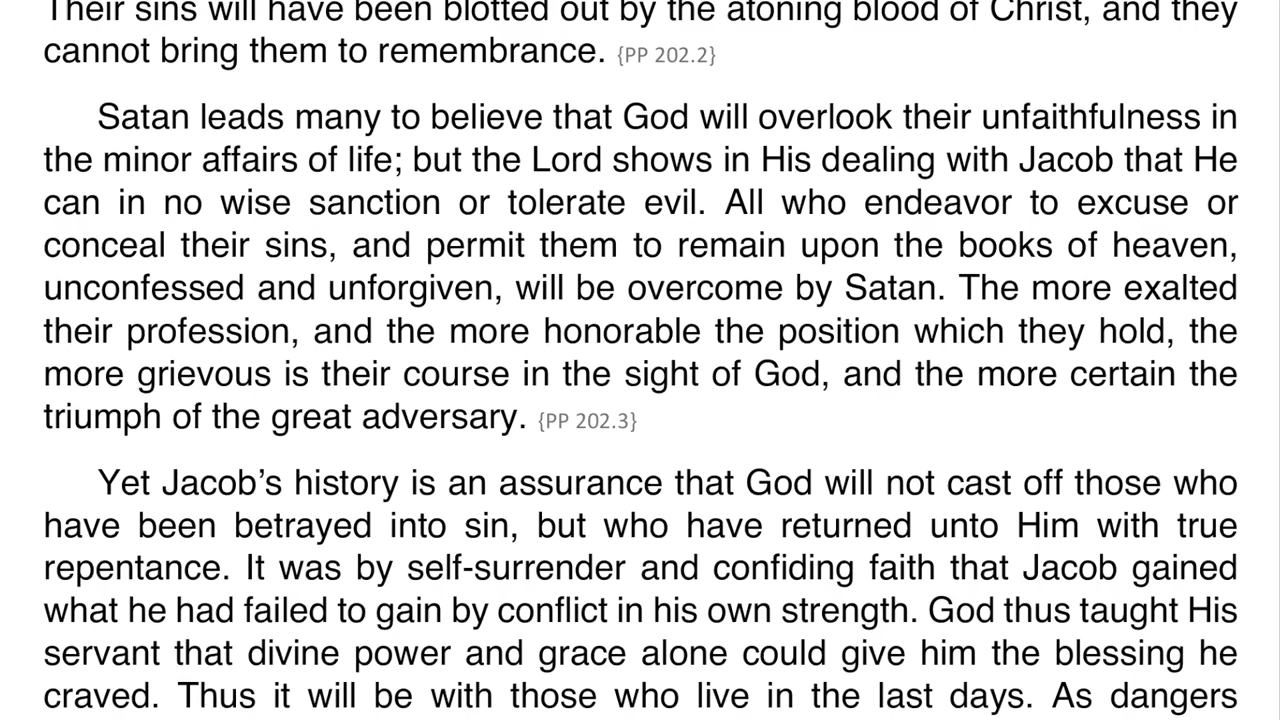 Their sins will have been blotted out by the atoning blood of Christ, and they
cannot bring them to remembrance. {PP 202.2}
Satan leads many to believe that God will overlook their unfaithfulness in
the minor affairs of life; but the Lord shows in His dealing with Jacob that He
can in no wise sanction or tolerate evil. All who endeavor to excuse or
conceal their sins, and permit them to remain upon the books of heaven,
unconfessed and unforgiven, will be overcome by Satan. The more exalted
their profession, and the more honorable the position which they hold, the
more grievous is their course in the sight of God, and the more certain the
triumph of the great adversary. {PP 202.3}
Yet Jacob’s history is an assurance that God will not cast off those who
have been betrayed into sin, but who have returned unto Him with true
repentance. It was by self-surrender and confiding faith that Jacob gained
what he had failed to gain by conflict in his own strength. God thus taught His
servant that divine power and grace alone could give him the blessing he
craved. Thus it will be with those who live in the last days. As dangers